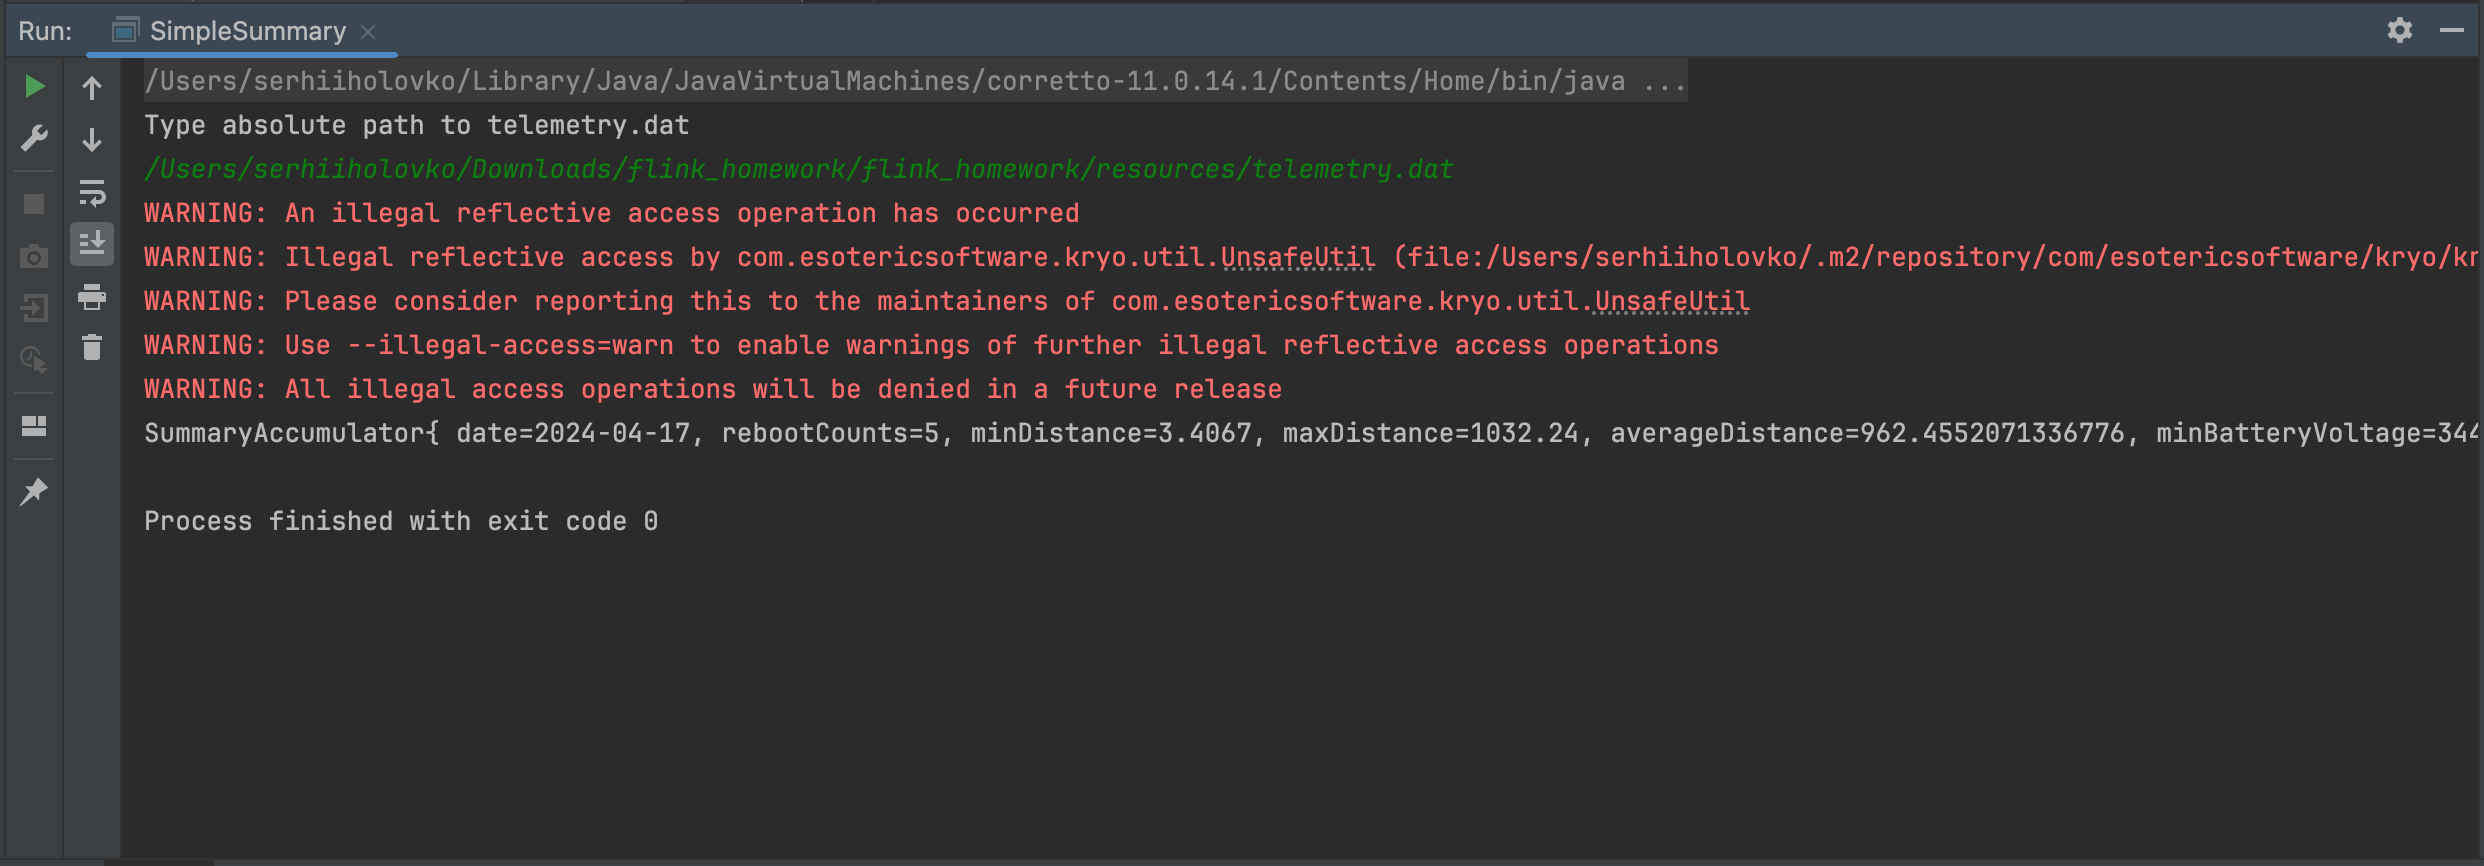 Run: SimpleSummary
/Users/serhiiholovko/Library/Java/JavaVirtualMachines/corretto-11.0.14.1/Contents/Home/bin/java ...
Type absolute path to telemetry.dat
/Users/serhiiholovko/Downloads/flink_homework/flink_homework/resources/telemetry.dat
WARNING: An illegal reflective access operation has occurred
WARNING: Illegal reflective access by com.esotericsoftware.kryo.util.UnsafeUtil (file:/Users/serhiiholovko/.m2/repository/com/esotericsoftware/kryo/kr
WARNING: Please consider reporting this to the maintainers of com.esotericsoftware.kryo.util.UnsafeUtil
WARNING: Use --illegal-access=warn to enable warnings of further illegal reflective access operations
WARNING: All illegal access operations will be denied in a future release
SummaryAccumulator{ date=2024-04-17, rebootCounts=5, minDistance=3.4067, maxDistance=1032.24, averageDistance=962.4552071336776, minBatteryVoltage=344
Process finished with exit code 0